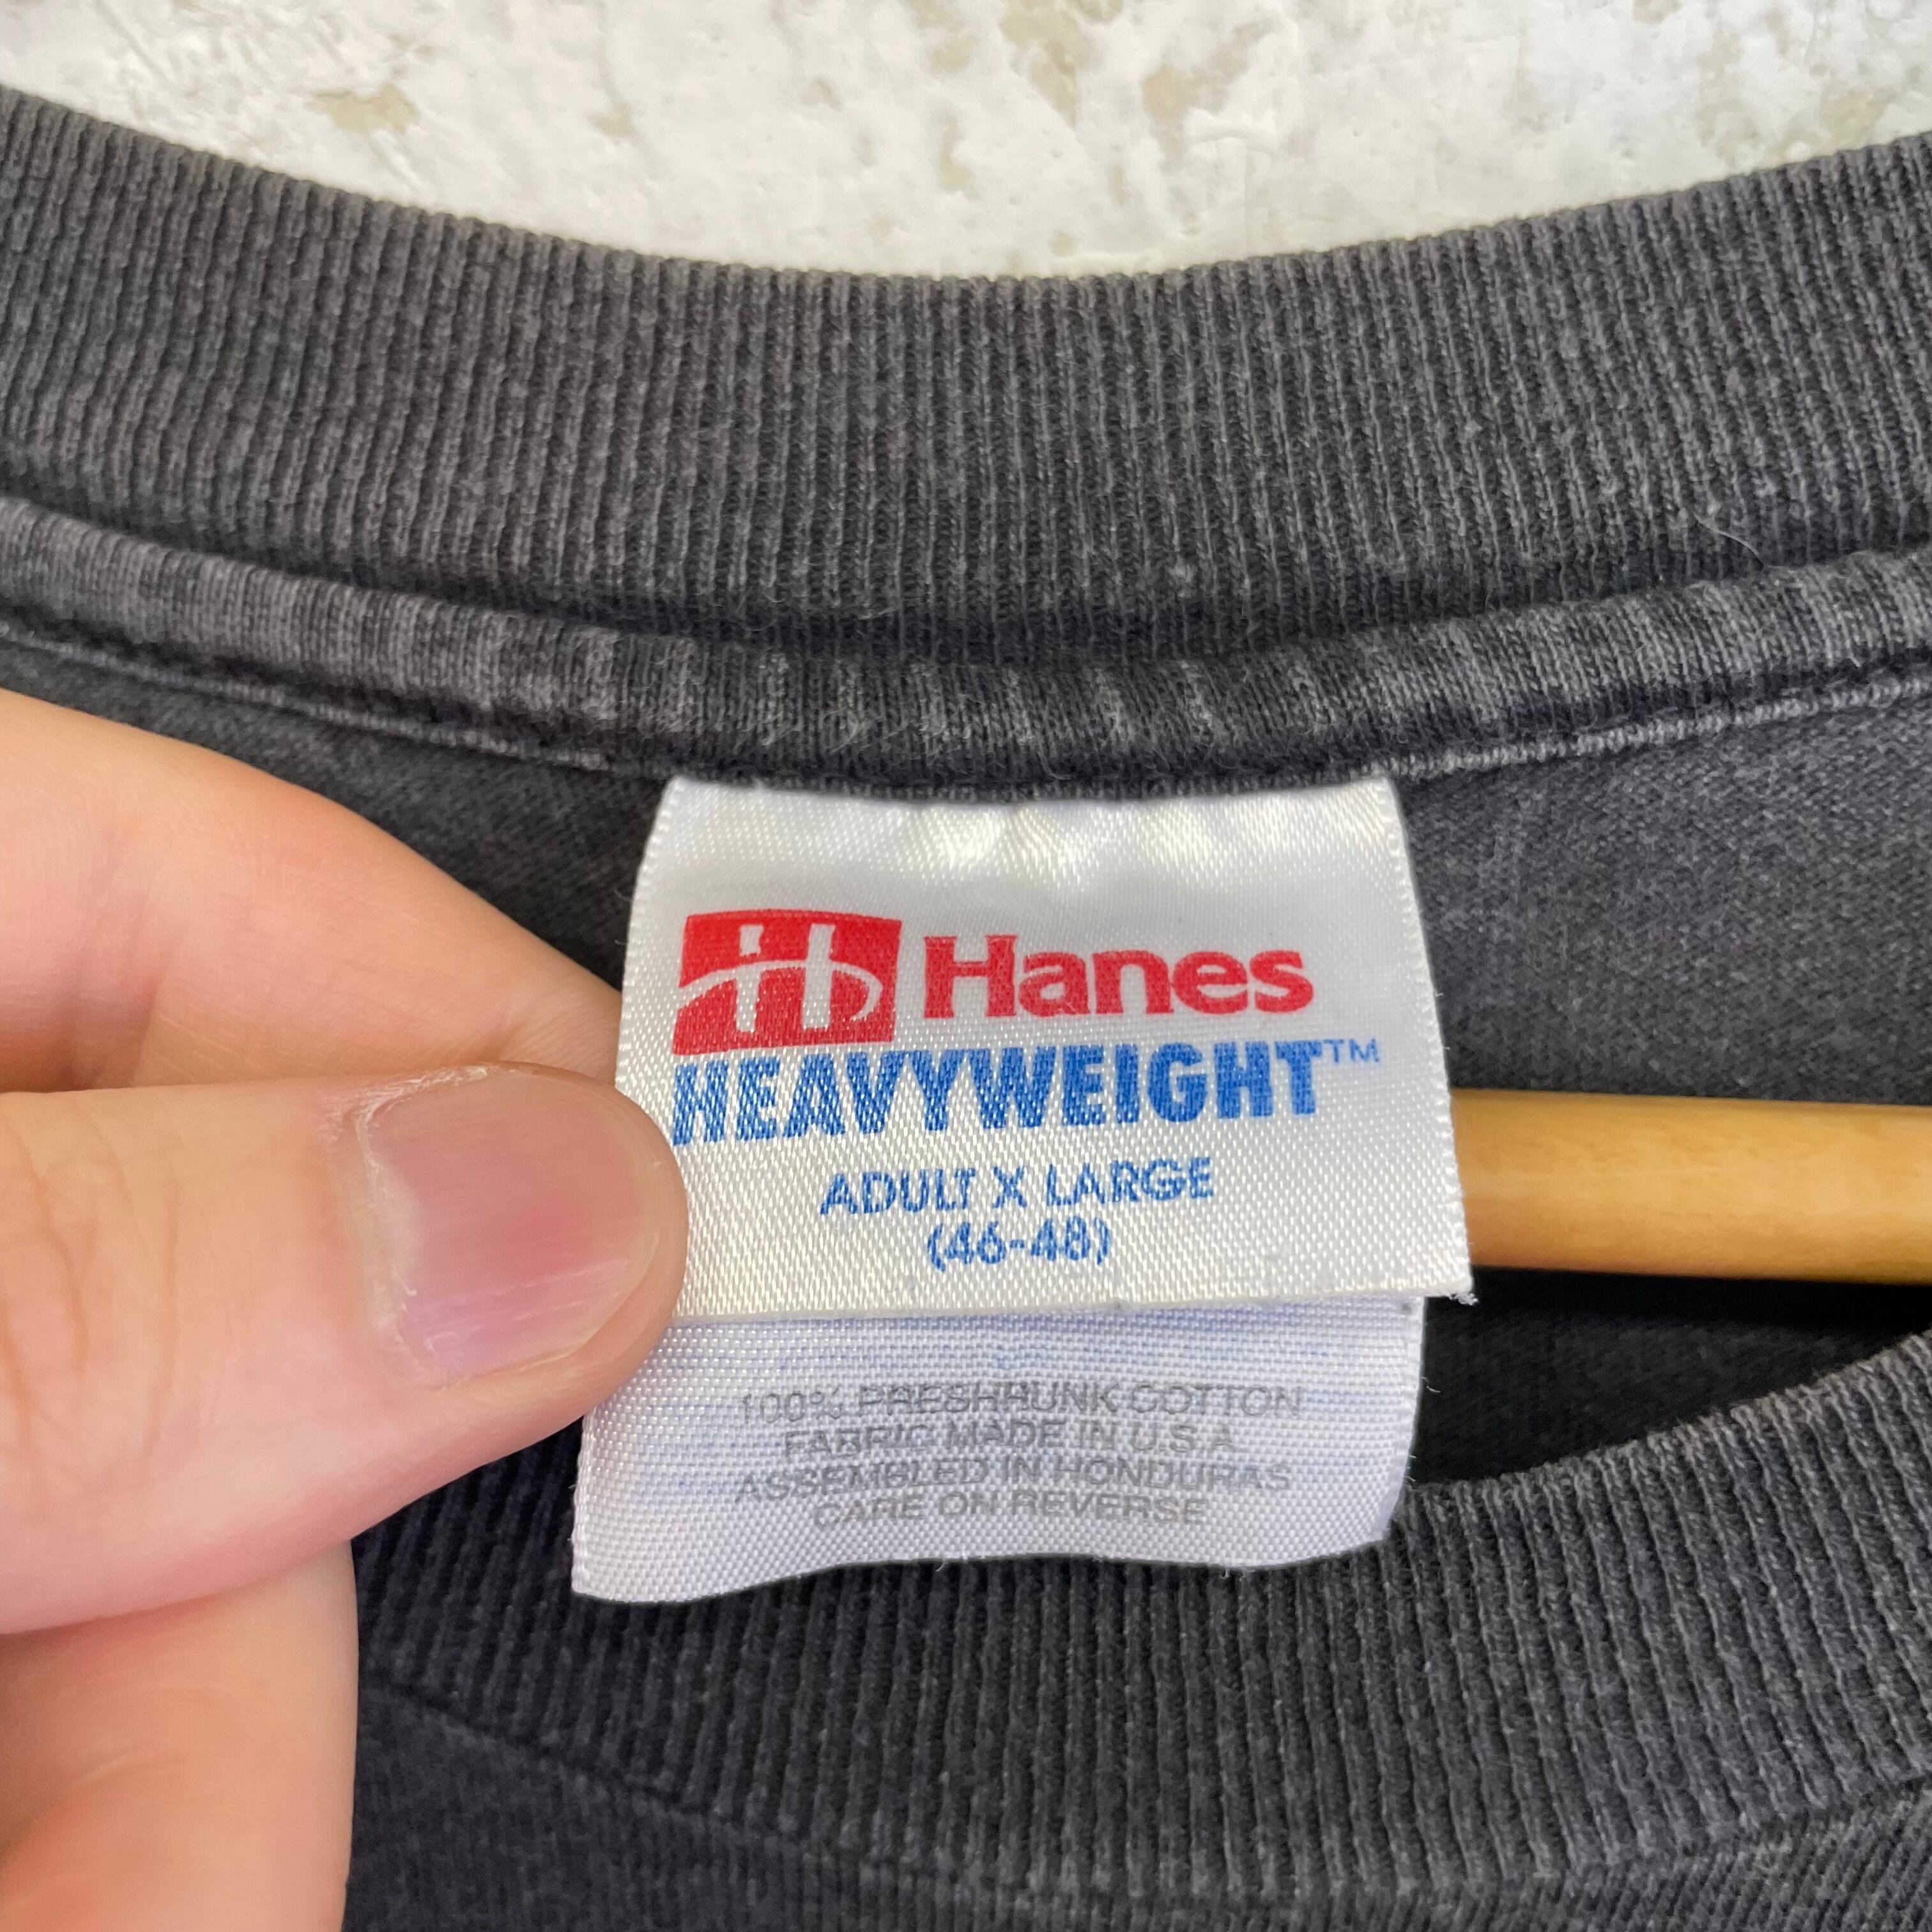 Hanes
HEAVYWEIGHT™
ADULT X LARGE
(46-48)
100% PRESHRUNK COTTON
FABRIC MADE IN U.S.A.
ASSEMBLED IN HONDURAS
CARE ON REVERSE